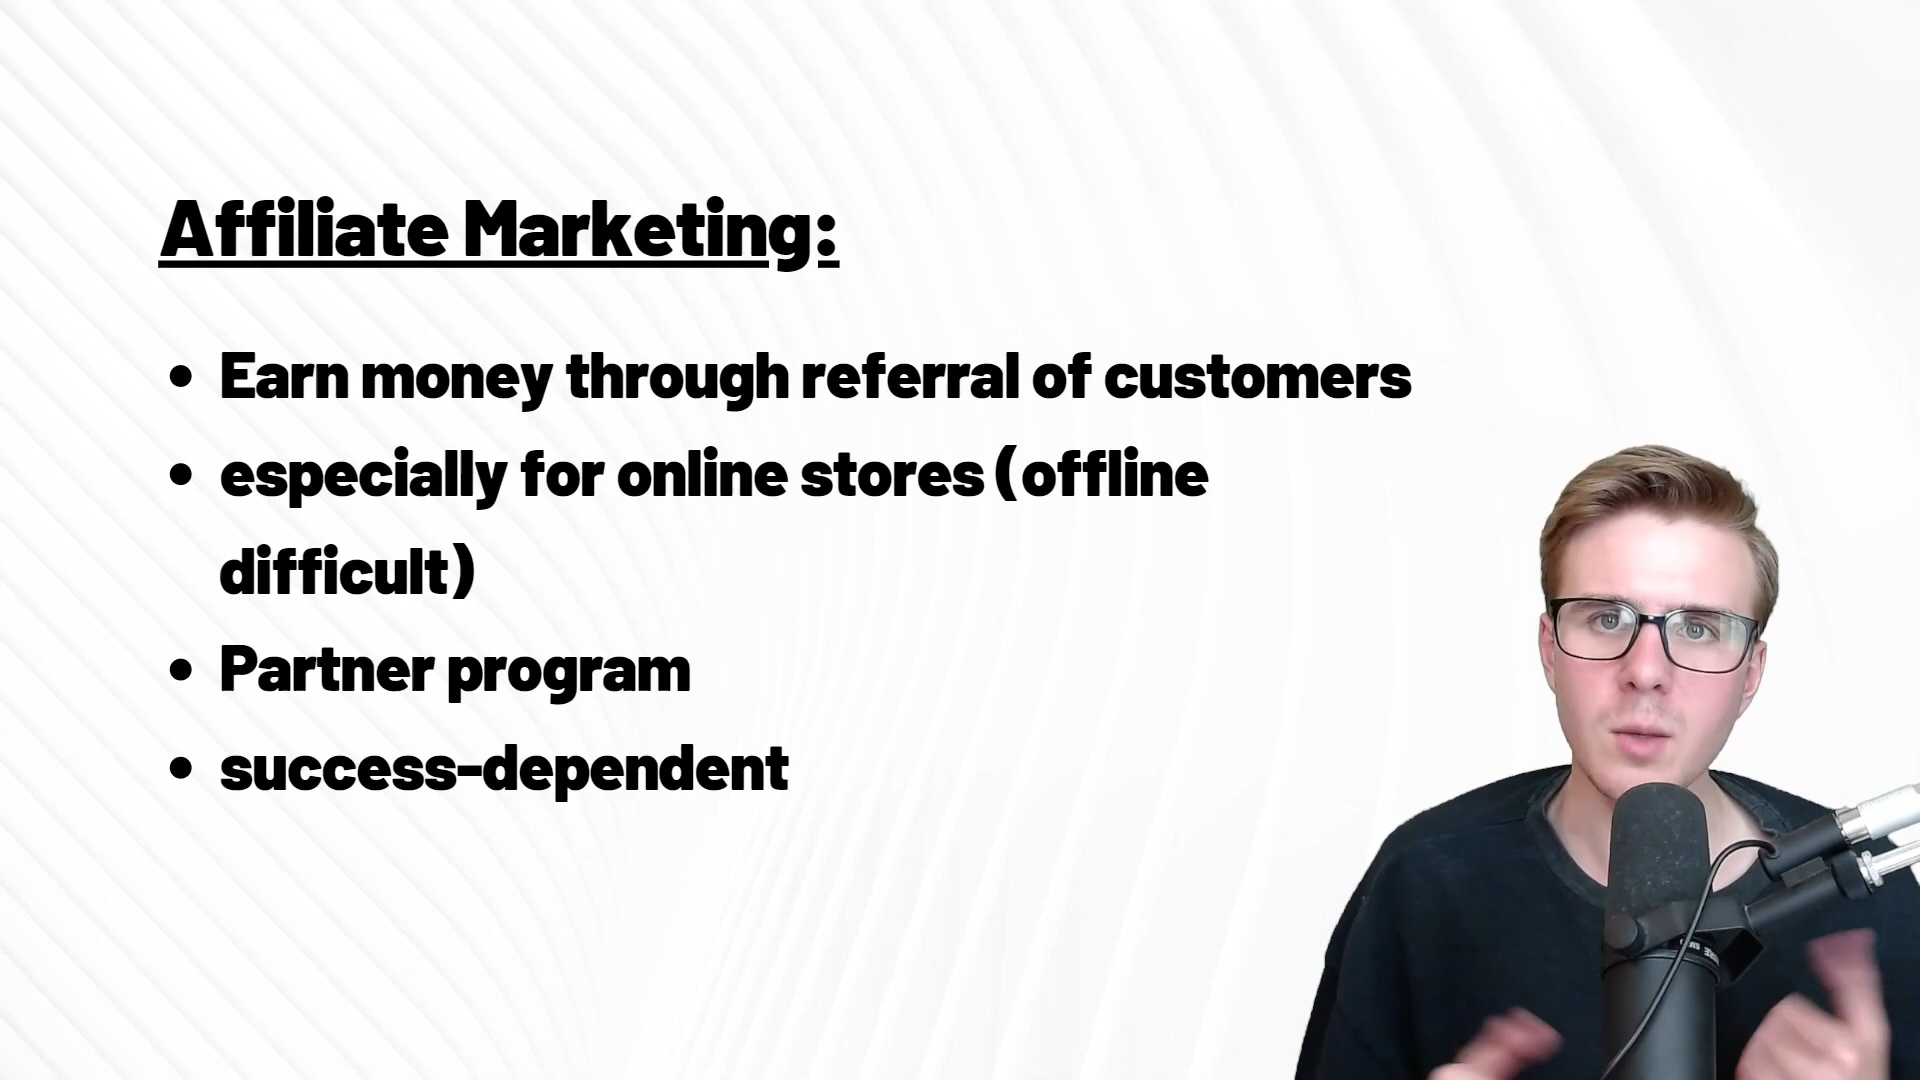 Affiliate Marketing:
• Earn money through referral of customers
• especially for online stores (offline
difficult)
• Partner program
• success-dependent